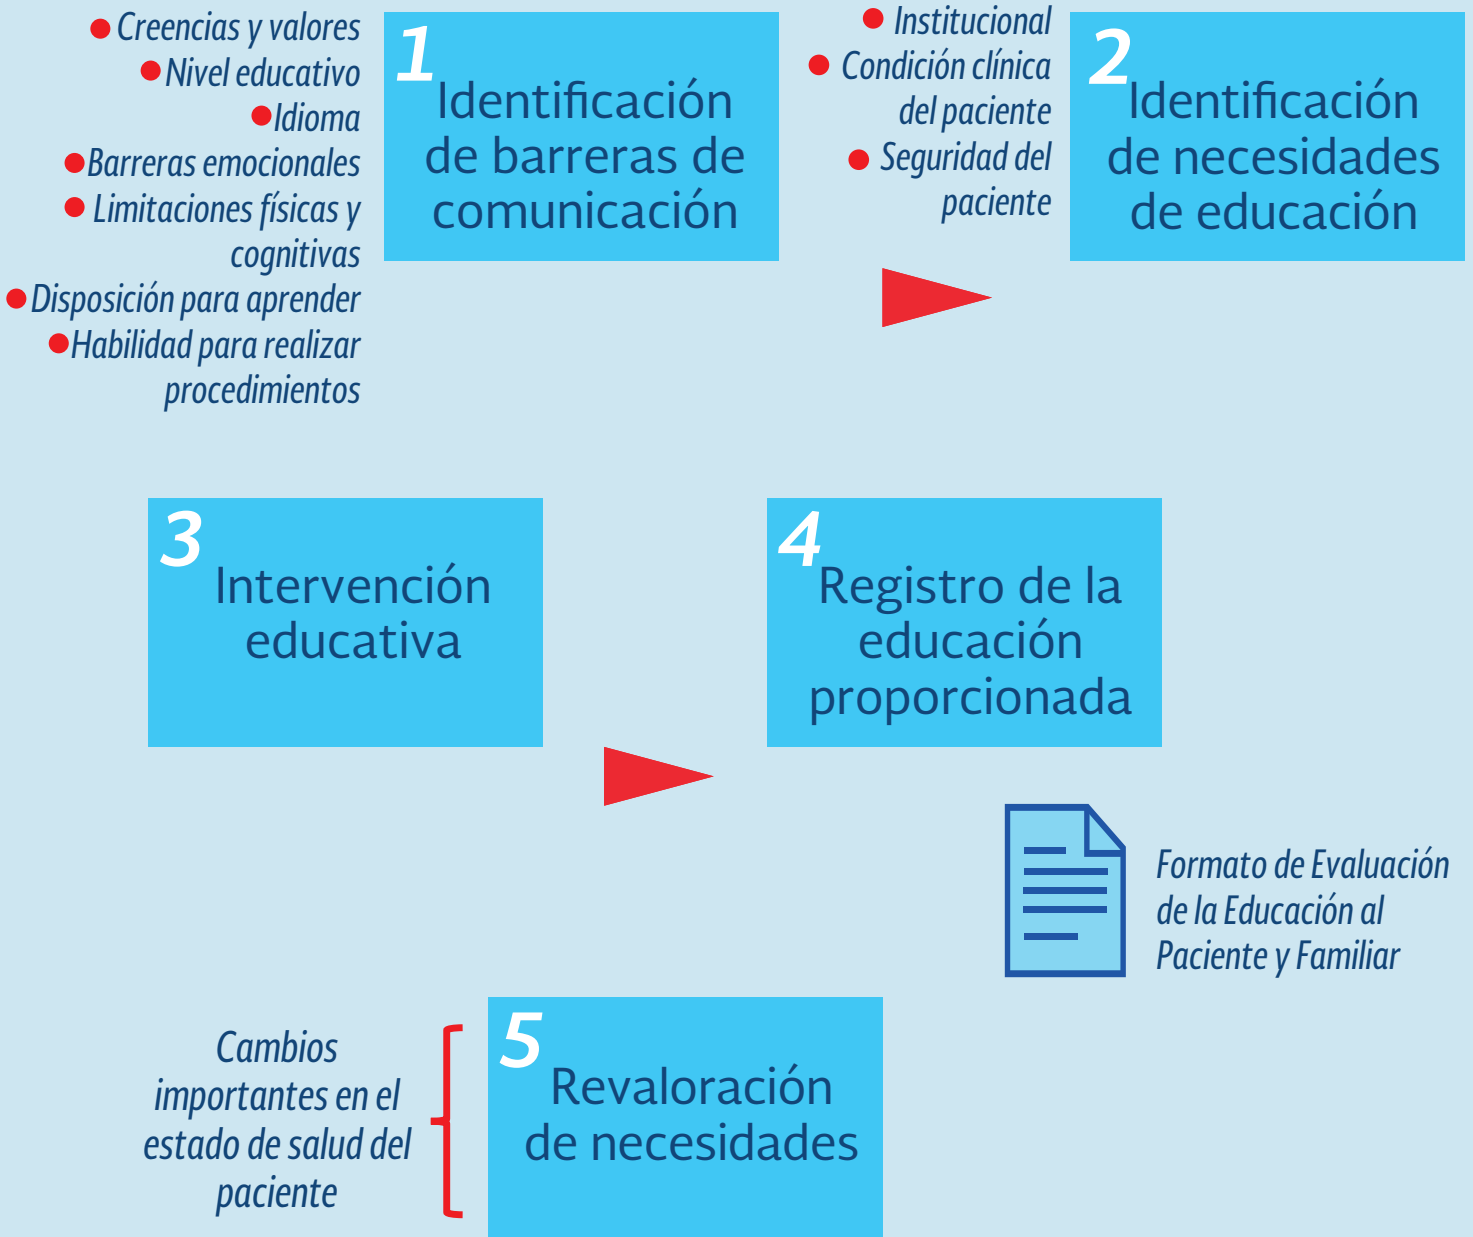 ● Creencias y valores
● Nivel educativo
● Idioma
● Barreras emocionales
● Limitaciones físicas y
cognitivas
● Disposición para aprender
● Habilidad para realizar
procedimientos
1
Identificación
de barreras de
comunicación
● Institucional
● Condición clínica
del paciente
● Seguridad del
paciente
2
Identificación
de necesidades
de educación
3
Intervención
educativa
4
Registro de la
educación
proporcionada
Formato de Evaluación
de la Educación al
Paciente y Familiar
Cambios
importantes en el
estado de salud del
paciente
5
Revaloración
de necesidades